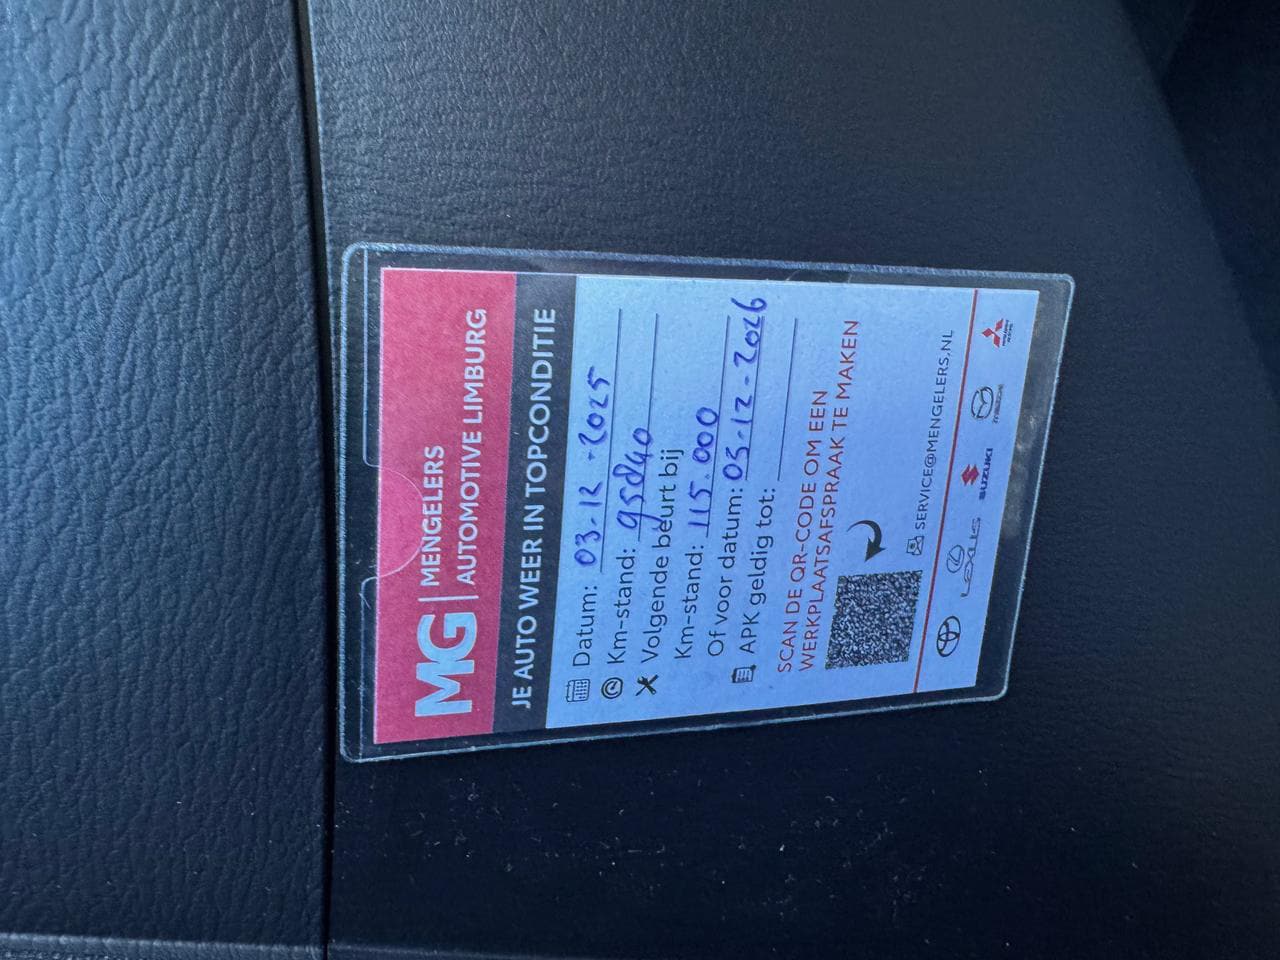 MG
MENGELERS
AUTOMOTIVE LIMBURG
JE AUTO WEER IN TOPCONDITIE
Datum: 03-12-2025
Km-stand: 95840
Volgende beurt bij
Km-stand: 115.000
Of voor datum: 03-12-2026
APK geldig tot:
SCAN DE QR-CODE OM EEN
WERKPLAATSAFSPRAAK TE MAKEN
SERVICE@MENGELERS.NL
LEXUS
SUZUKI
mazda